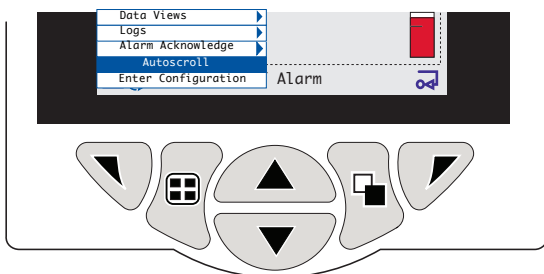 Data Views
Logs
Alarm Acknowledge
Autoscroll
Enter Configuration
Alarm